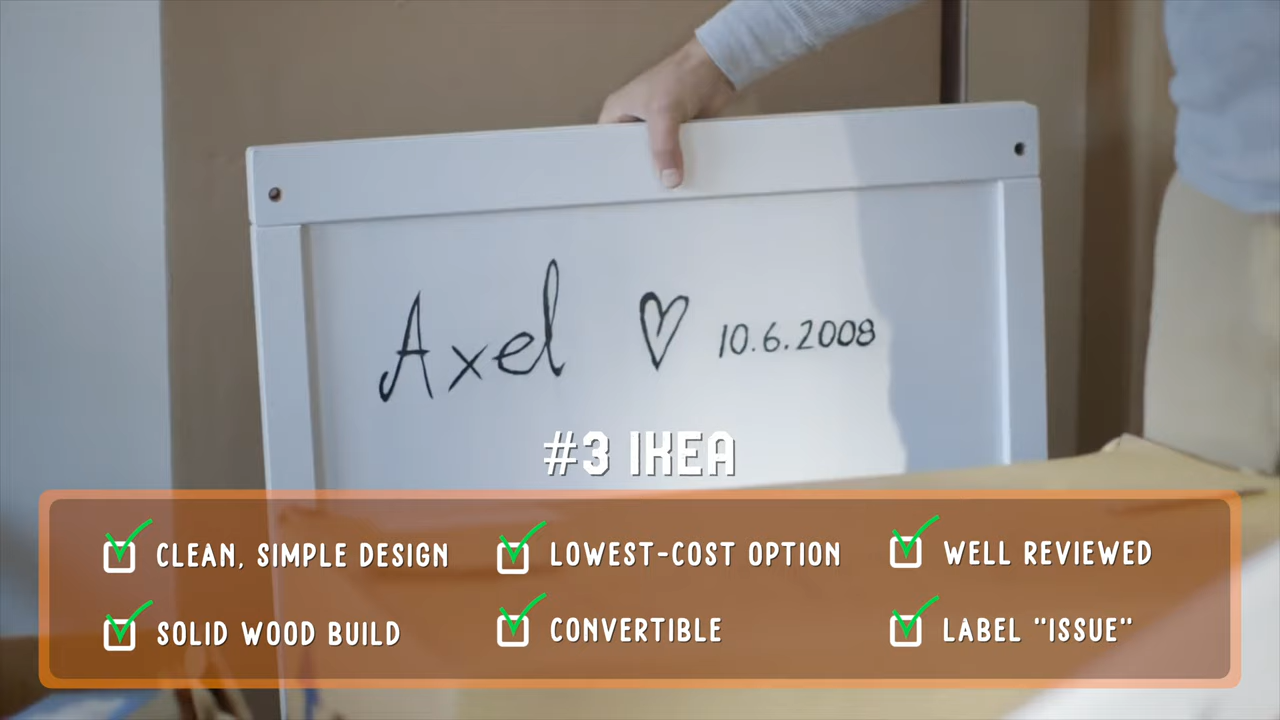 Axel ♡ 10.6.2008
#3 IKEA
CLEAN, SIMPLE DESIGN
LOWEST-COST OPTION
WELL REVIEWED
SOLID WOOD BUILD
CONVERTIBLE
LABEL "ISSUE"